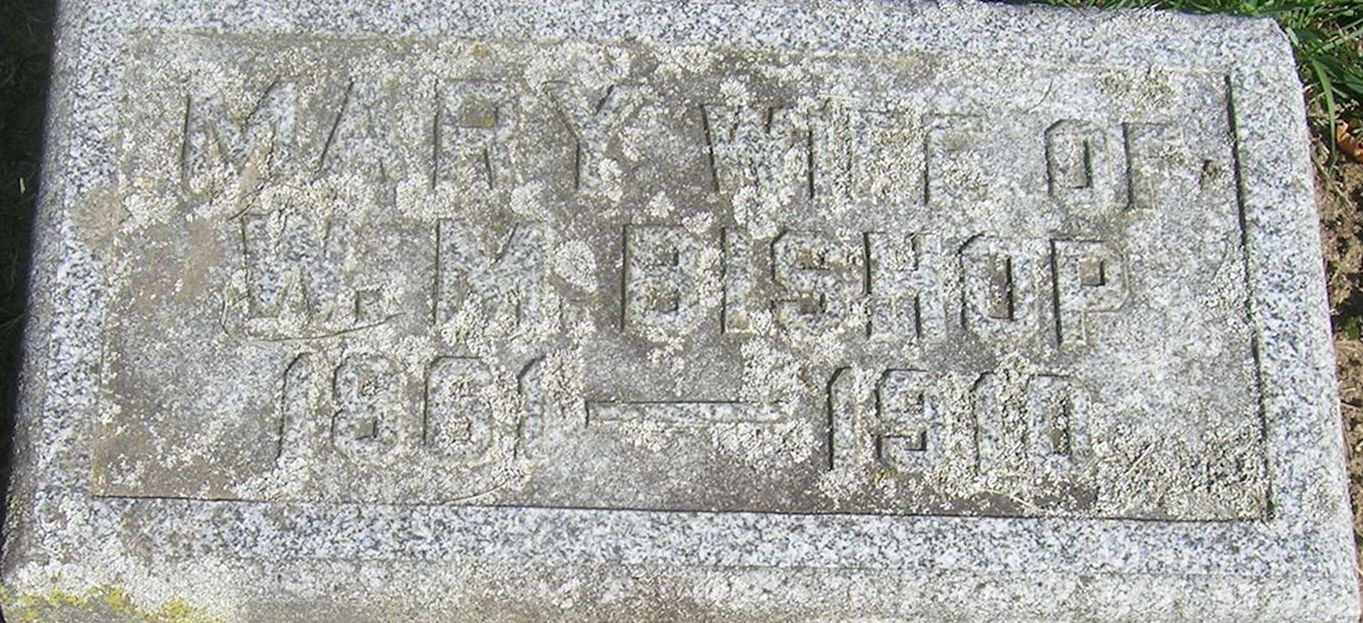 MARY WIFE OF
W. M. BISHOP
1861 — 1910